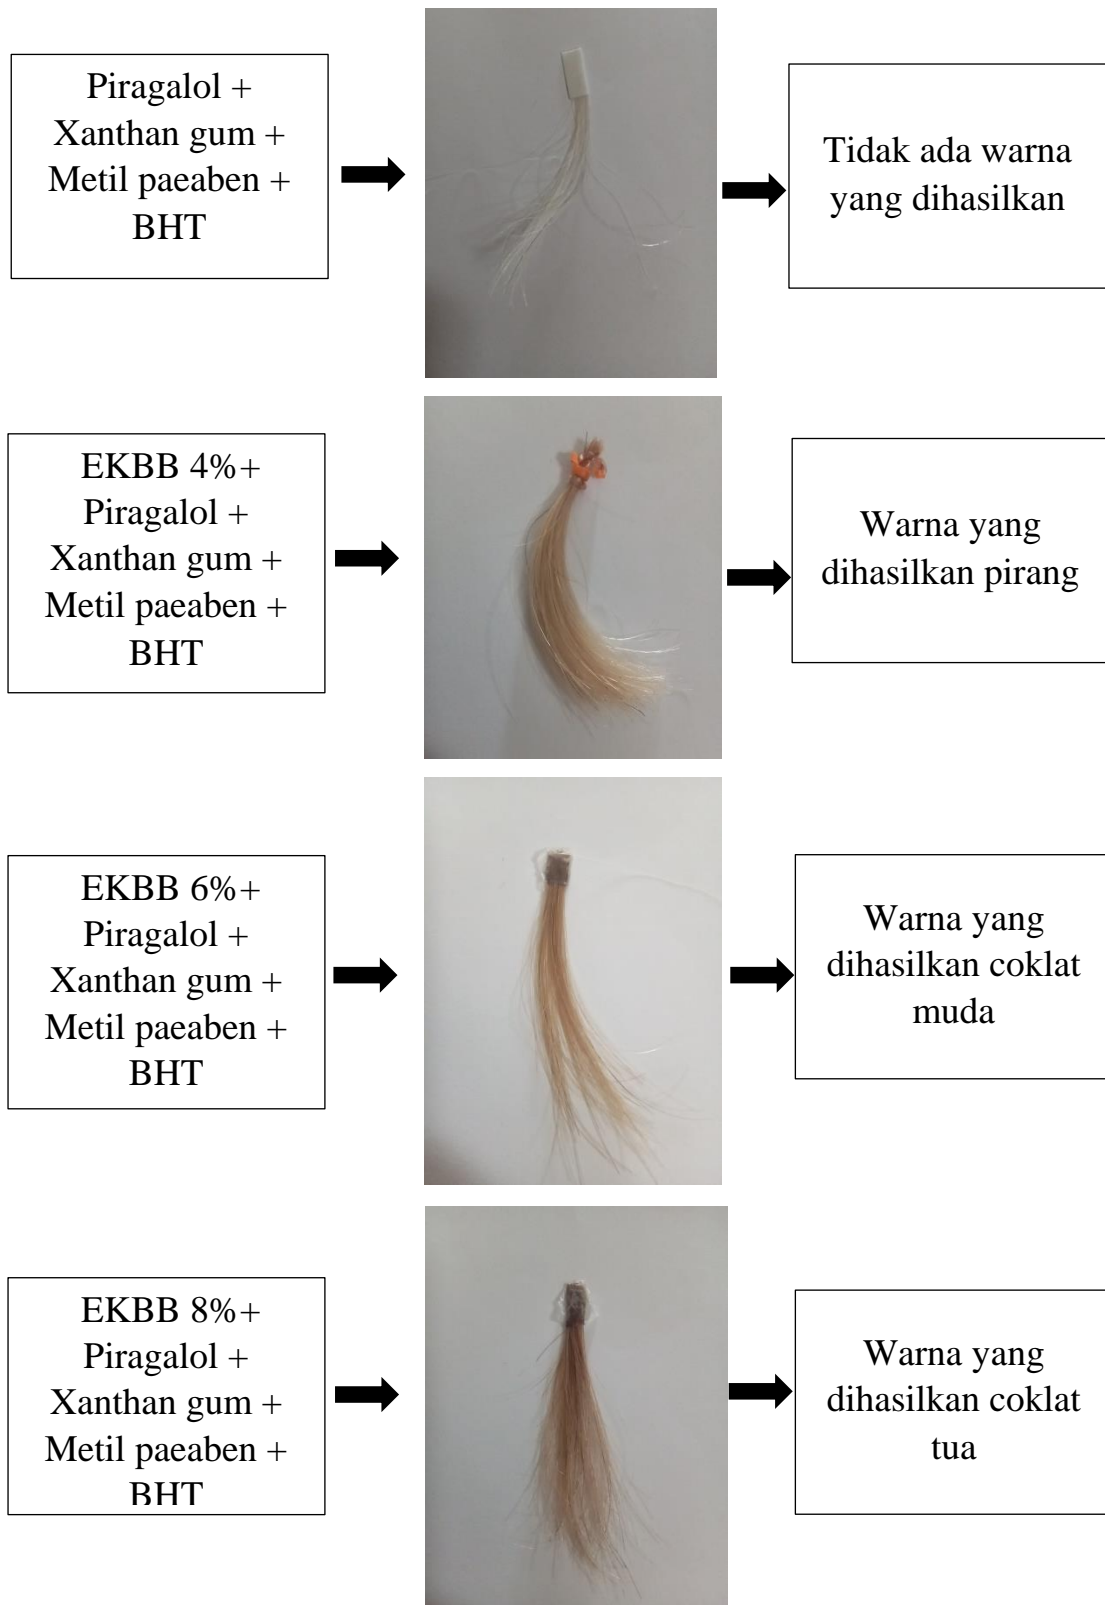 Piragalol +
Xanthan gum +
Metil paeaben +
BHT
Tidak ada warna
yang dihasilkan
EKBB 4%+
Piragalol +
Xanthan gum +
Metil paeaben +
BHT
Warna yang
dihasilkan pirang
EKBB 6%+
Piragalol +
Xanthan gum +
Metil paeaben +
BHT
Warna yang
dihasilkan coklat
muda
EKBB 8%+
Piragalol +
Xanthan gum +
Metil paeaben +
BHT
Warna yang
dihasilkan coklat
tua